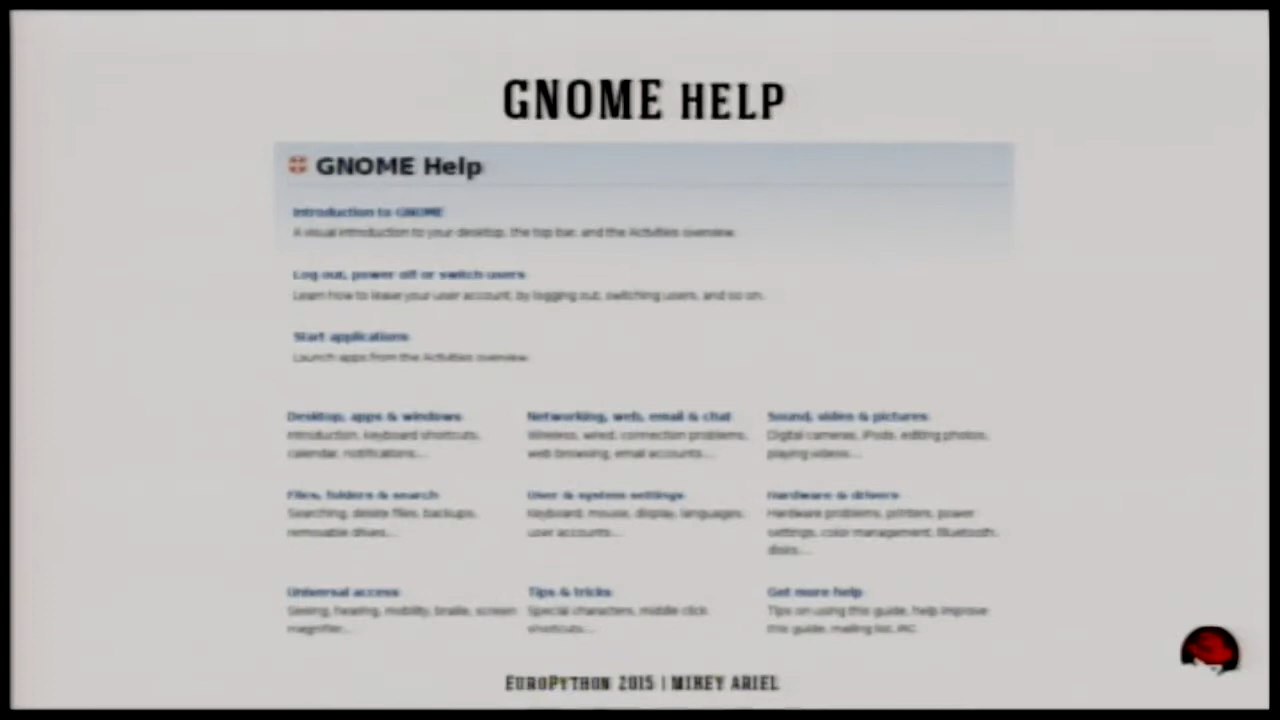 GNOME HELP
GNOME Help
Introduction to GNOME
A visual introduction to your desktop, the top bar, and the Activities overview.
Log out, power off or switch users
Learn how to leave your user account, by logging out, switching users, and so on.
Start applications
Launch apps from the Activities overview.
Desktop, apps & windows
Introduction, keyboard shortcuts,
calendar, notifications...
Networking, web, email & chat
Wireless, wired, connection problems,
web browsing, email accounts...
Sound, video & pictures
Digital cameras, iPods, editing photos,
playing videos...
Files, folders & search
Searching, delete files, backups,
removable drives...
User & system settings
Keyboard, mouse, display, languages,
user accounts...
Hardware & drivers
Hardware problems, printers, power
settings, color management, Bluetooth,
disks...
Universal access
Seeing, hearing, mobility, braille, screen
magnifier...
Tips & tricks
Special characters, middle click
shortcuts...
Get more help
Tips on using this guide, help improve
this guide, mailing list, IRC
EUROPYTHON 2015 | MIKEY ARIEL